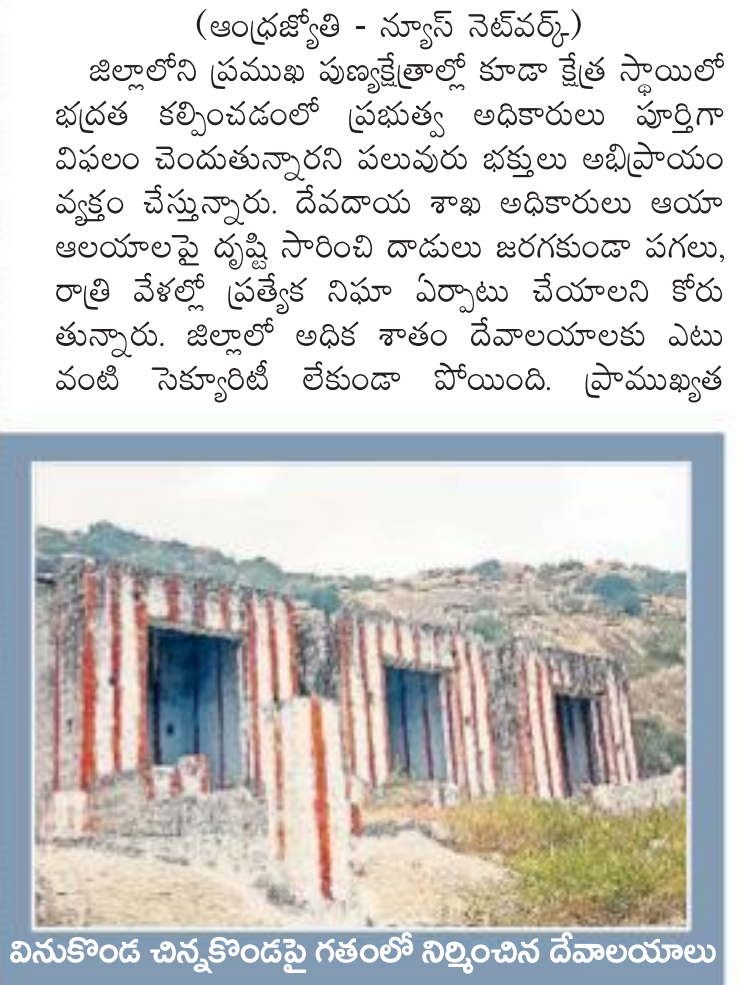 (ఆంధ్రజ్యోతి - న్యూస్ నెట్‌వర్క్)
జిల్లాలోని ప్రముఖ పుణ్యక్షేత్రాల్లో కూడా క్షేత్ర స్థాయిలో
భద్రత కల్పించడంలో ప్రభుత్వ అధికారులు పూర్తిగా
విఫలం చెందుతున్నారని పలువురు భక్తులు అభిప్రాయం
వ్యక్తం చేస్తున్నారు. దేవదాయ శాఖ అధికారులు ఆయా
ఆలయాలపై దృష్టి సారించి దాడులు జరగకుండా పగలు,
రాత్రి వేళల్లో ప్రత్యేక నిఘా ఏర్పాటు చేయాలని కోరు
తున్నారు. జిల్లాలో అధిక శాతం దేవాలయాలకు ఎటు
వంటి సెక్యూరిటీ లేకుండా పోయింది. ప్రాముఖ్యత
వినుకొండ చిన్నకొండపై గతంలో నిర్మించిన దేవాలయాలు